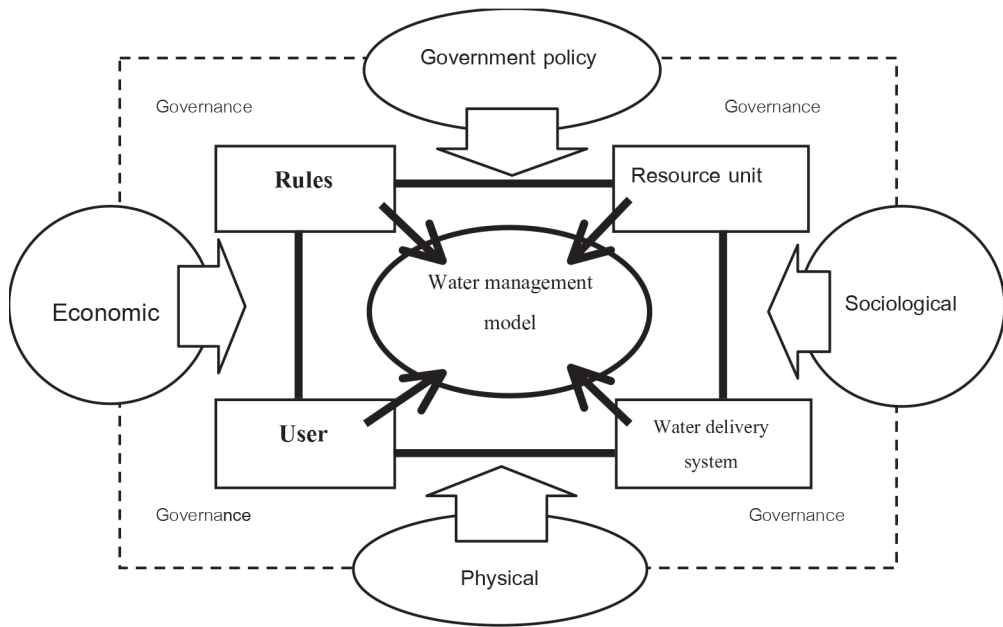 Government policy
Governance
Governance
Rules
Resource unit
Water management
model
Economic
Sociological
User
Water delivery
system
Governance
Governance
Physical